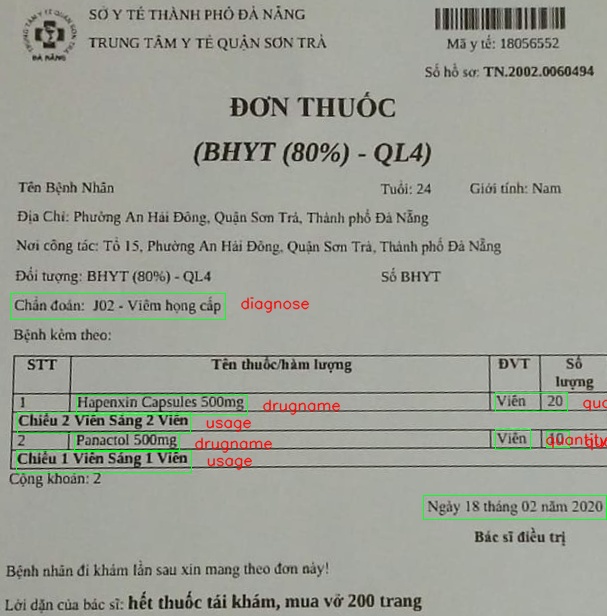 SỞ Y TẾ THÀNH PHỐ ĐÀ NẴNG
TRUNG TÂM Y TẾ QUẬN SƠN TRÀ
ĐÀ NẴNG
Mã y tế: 18056552
Số hồ sơ: TN.2002.0060494
ĐƠN THUỐC
(BHYT (80%) - QL4)
Tên Bệnh Nhân Tuổi: 24 Giới tính: Nam
Địa Chỉ: Phường An Hải Đông, Quận Sơn Trà, Thành phố Đà Nẵng
Nơi công tác: Tổ 15, Phường An Hải Đông, Quận Sơn Trà, Thành phố Đà Nẵng
Đối tượng: BHYT (80%) - QL4 Số BHYT
Chẩn đoán: J02 - Viêm họng cấp diagnose
Bệnh kèm theo:
STT Tên thuốc/hàm lượng ĐVT Số lượng
1 Hapenxin Capsules 500mg drugname Viên 20
Chiều 2 Viên Sáng 2 Viên usage
2 Panactol 500mg drugname Viên 10 quantity
Chiều 1 Viên Sáng 1 Viên usage
Cộng khoản: 2
Ngày 18 tháng 02 năm 2020
Bác sĩ điều trị
Bệnh nhân đi khám lần sau xin mang theo đơn này!
Lời dặn của bác sĩ: hết thuốc tái khám, mua vở 200 trang